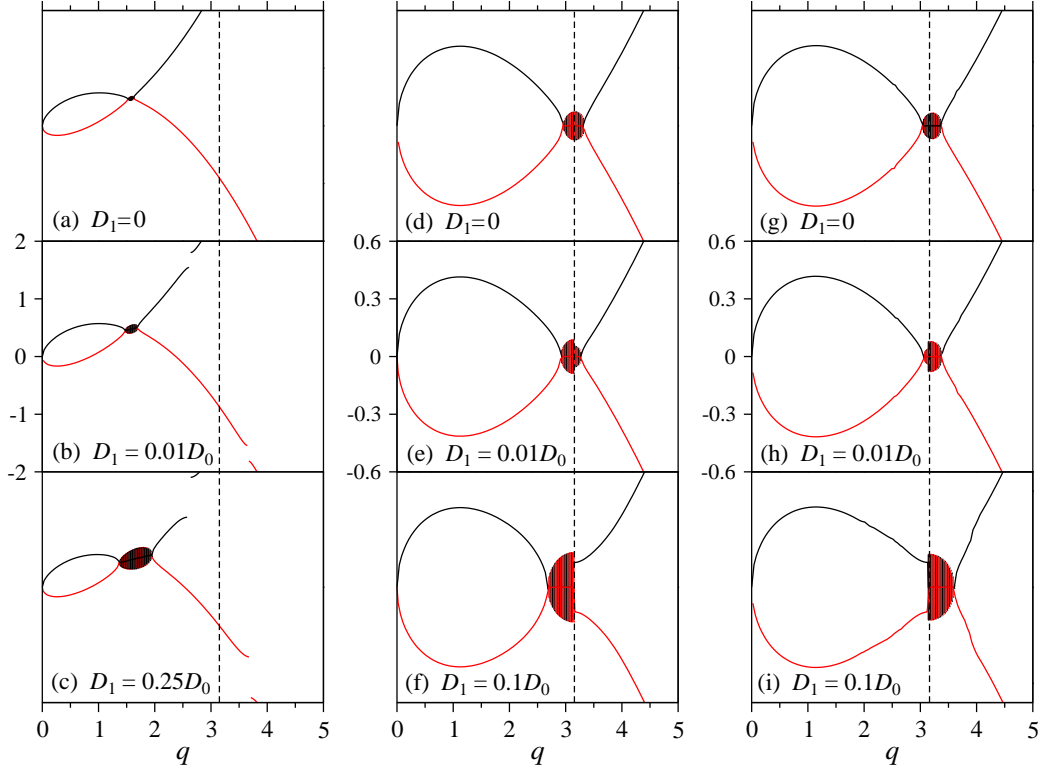 (a) D₁=0
(d) D₁=0
(g) D₁=0
2
1
0
-1
-2
(b) D₁ = 0.01D₀
0.6
0.3
0
-0.3
-0.6
(e) D₁ = 0.01D₀
0.6
0.3
0
-0.3
-0.6
(h) D₁ = 0.01D₀
(c) D₁ = 0.25D₀
(f) D₁ = 0.1D₀
(i) D₁ = 0.1D₀
0 1 2 3 4 5
0 1 2 3 4 5
0 1 2 3 4 5
q
q
q